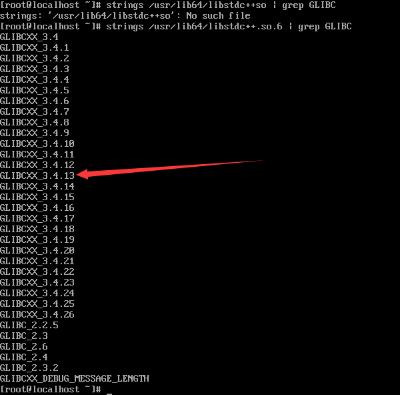 [root@localhost ~]# strings /usr/lib64/libstdc++so | grep GLIBC
strings: '/usr/lib64/libstdc++so': No such file
[root@localhost ~]# strings /usr/lib64/libstdc++.so.6 | grep GLIBC
GLIBCXX_3.4
GLIBCXX_3.4.1
GLIBCXX_3.4.2
GLIBCXX_3.4.3
GLIBCXX_3.4.4
GLIBCXX_3.4.5
GLIBCXX_3.4.6
GLIBCXX_3.4.7
GLIBCXX_3.4.8
GLIBCXX_3.4.9
GLIBCXX_3.4.10
GLIBCXX_3.4.11
GLIBCXX_3.4.12
GLIBCXX_3.4.13
GLIBCXX_3.4.14
GLIBCXX_3.4.15
GLIBCXX_3.4.16
GLIBCXX_3.4.17
GLIBCXX_3.4.18
GLIBCXX_3.4.19
GLIBCXX_3.4.20
GLIBCXX_3.4.21
GLIBCXX_3.4.22
GLIBCXX_3.4.23
GLIBCXX_3.4.24
GLIBCXX_3.4.25
GLIBCXX_3.4.26
GLIBC_2.2.5
GLIBC_2.3
GLIBC_2.6
GLIBC_2.4
GLIBC_2.3.2
GLIBCXX_DEBUG_MESSAGE_LENGTH
[root@localhost ~]# _